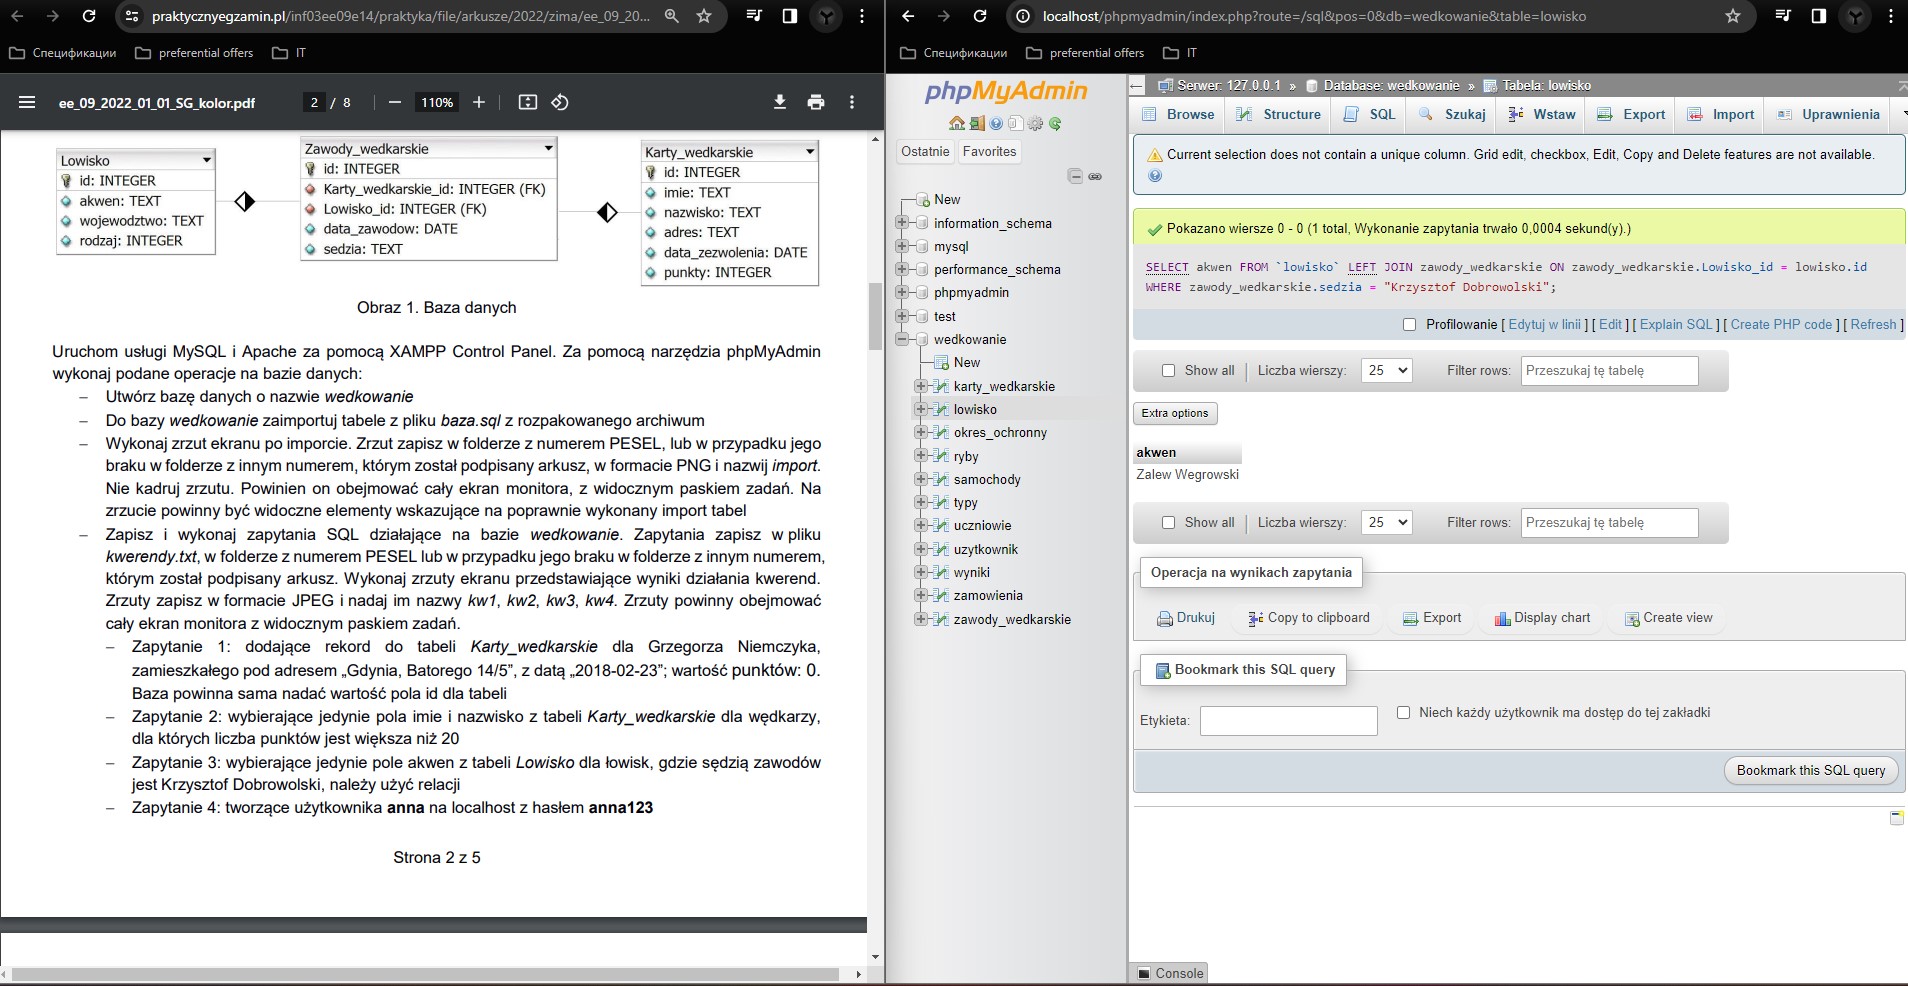 praktycznyegzamin.pl/inf03ee09e14/praktyka/file/arkusze/2022/zima/ee_09_20...
Спецификации
preferential offers
IT
ee_09_2022_01_01_SG_kolor.pdf
2 / 8
110%
Lowisko
id: INTEGER
akwen: TEXT
wojewodztwo: TEXT
rodzaj: INTEGER
Zawody_wedkarskie
id: INTEGER
Karty_wedkarskie_id: INTEGER (FK)
Lowisko_id: INTEGER (FK)
data_zawodow: DATE
sedzia: TEXT
Karty_wedkarskie
id: INTEGER
imie: TEXT
nazwisko: TEXT
adres: TEXT
data_zezwolenia: DATE
punkty: INTEGER
Obraz 1. Baza danych
Uruchom usługi MySQL i Apache za pomocą XAMPP Control Panel. Za pomocą narzędzia phpMyAdmin
wykonaj podane operacje na bazie danych:
– Utwórz bazę danych o nazwie wedkowanie
– Do bazy wedkowanie zaimportuj tabele z pliku baza.sql z rozpakowanego archiwum
– Wykonaj zrzut ekranu po imporcie. Zrzut zapisz w folderze z numerem PESEL, lub w przypadku jego
braku w folderze z innym numerem, którym został podpisany arkusz, w formacie PNG i nazwij import.
Nie kadruj zrzutu. Powinien on obejmować cały ekran monitora, z widocznym paskiem zadań. Na
zrzucie powinny być widoczne elementy wskazujące na poprawnie wykonany import tabel
– Zapisz i wykonaj zapytania SQL działające na bazie wedkowanie. Zapytania zapisz w pliku
kwerendy.txt, w folderze z numerem PESEL lub w przypadku jego braku w folderze z innym numerem,
którym został podpisany arkusz. Wykonaj zrzuty ekranu przedstawiające wyniki działania kwerend.
Zrzuty zapisz w formacie JPEG i nadaj im nazwy kw1, kw2, kw3, kw4. Zrzuty powinny obejmować
cały ekran monitora z widocznym paskiem zadań.
– Zapytanie 1: dodające rekord do tabeli Karty_wedkarskie dla Grzegorza Niemczyka,
zamieszkałego pod adresem „Gdynia, Batorego 14/5”, z datą „2018-02-23”; wartość punktów: 0.
Baza powinna sama nadać wartość pola id dla tabeli
– Zapytanie 2: wybierające jedynie pola imie i nazwisko z tabeli Karty_wedkarskie dla wędkarzy,
dla których liczba punktów jest większa niż 20
– Zapytanie 3: wybierające jedynie pole akwen z tabeli Lowisko dla łowisk, gdzie sędzią zawodów
jest Krzysztof Dobrowolski, należy użyć relacji
– Zapytanie 4: tworzące użytkownika anna na localhost z hasłem anna123
Strona 2 z 5
localhost/phpmyadmin/index.php?route=/sql&pos=0&db=wedkowanie&table=lowisko
Спецификации
preferential offers
IT
phpMyAdmin
Ostatnie
Favorites
New
information_schema
mysql
performance_schema
phpmyadmin
test
wedkowanie
New
karty_wedkarskie
lowisko
okres_ochronny
ryby
samochody
typy
uczniowie
uzytkownik
wyniki
zamowienia
zawody_wedkarskie
Serwer: 127.0.0.1 » Database: wedkowanie » Tabela: lowisko
Browse
Structure
SQL
Szukaj
Wstaw
Export
Import
Uprawnienia
Current selection does not contain a unique column. Grid edit, checkbox, Edit, Copy and Delete features are not available.
Pokazano wiersze 0 - 0 (1 total, Wykonanie zapytania trwało 0,0004 sekund(y).)
SELECT akwen FROM `lowisko` LEFT JOIN zawody_wedkarskie ON zawody_wedkarskie.Lowisko_id = lowisko.id
WHERE zawody_wedkarskie.sedzia = "Krzysztof Dobrowolski";
Profilowanie [ Edytuj w linii ] [ Edit ] [ Explain SQL ] [ Create PHP code ] [ Refresh ]
Show all
Liczba wierszy:
25
Filter rows:
Przeszukaj tę tabelę
Extra options
akwen
Zalew Wegrowski
Show all
Liczba wierszy:
25
Filter rows:
Przeszukaj tę tabelę
Operacja na wynikach zapytania
Drukuj
Copy to clipboard
Export
Display chart
Create view
Bookmark this SQL query
Etykieta:
Niech każdy użytkownik ma dostęp do tej zakładki
Bookmark this SQL query
Console